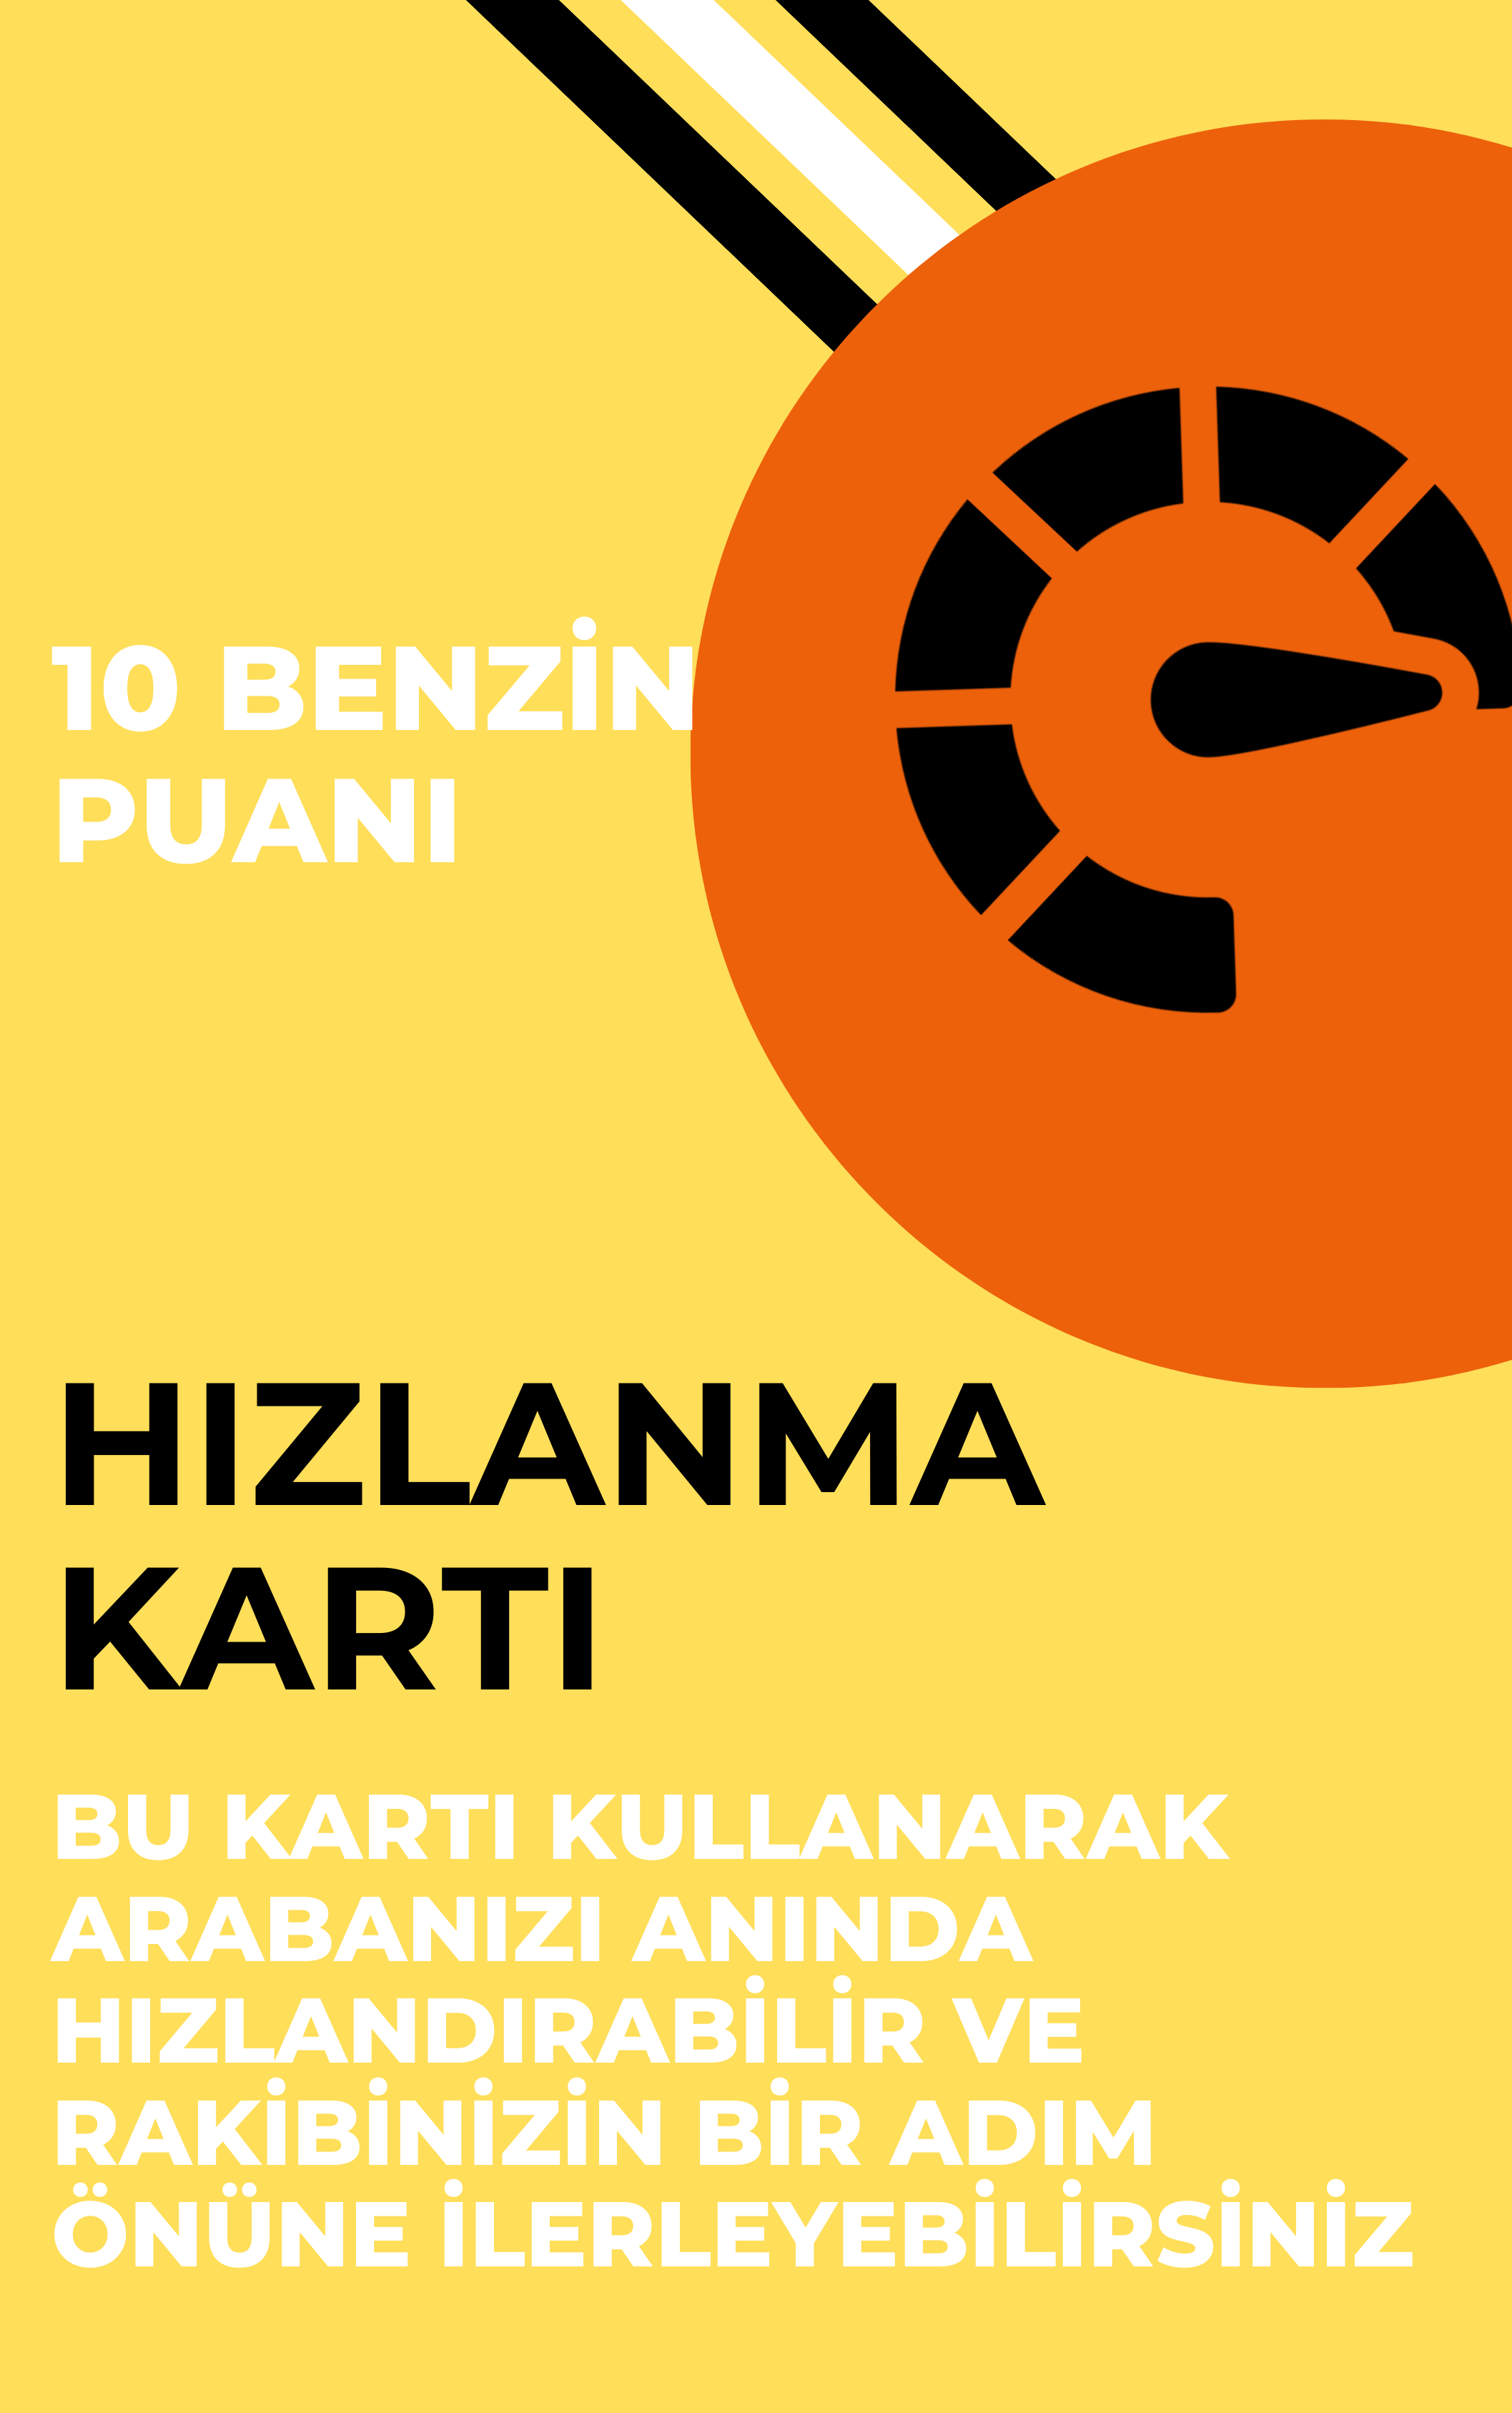 10 BENZİN
PUANI
HIZLANMA
KARTI
BU KARTI KULLANARAK
ARABANIZI ANINDA
HIZLANDIRABİLİR VE
RAKİBİNİZİN BİR ADIM
ÖNÜNE İLERLEYEBİLİRSİNİZ